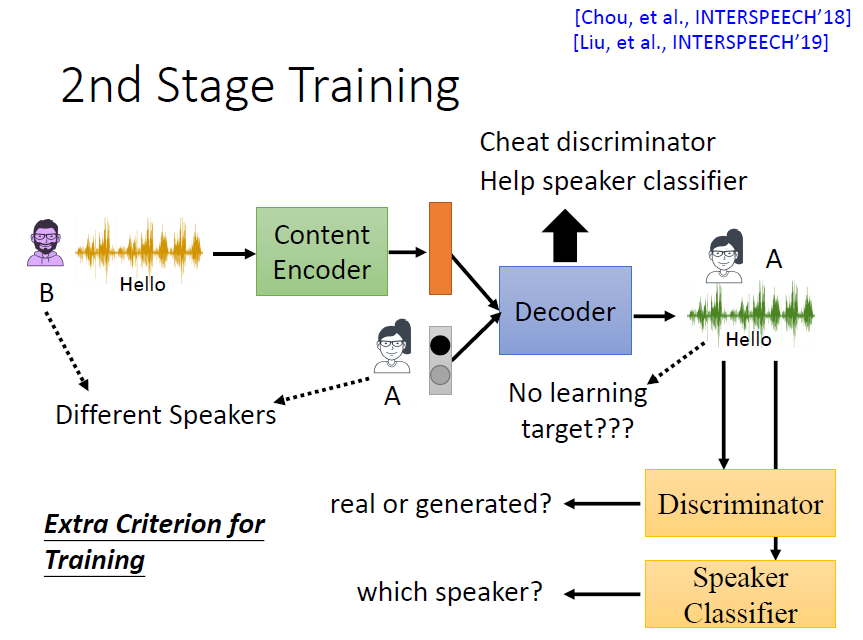 [Chou, et al., INTERSPEECH’18]
[Liu, et al., INTERSPEECH’19]
2nd Stage Training
Cheat discriminator
Help speaker classifier
Content
Encoder
Hello
B
A
Decoder
A
Hello
Different Speakers
No learning
target???
Extra Criterion for
Training
real or generated?
Discriminator
which speaker?
Speaker
Classifier